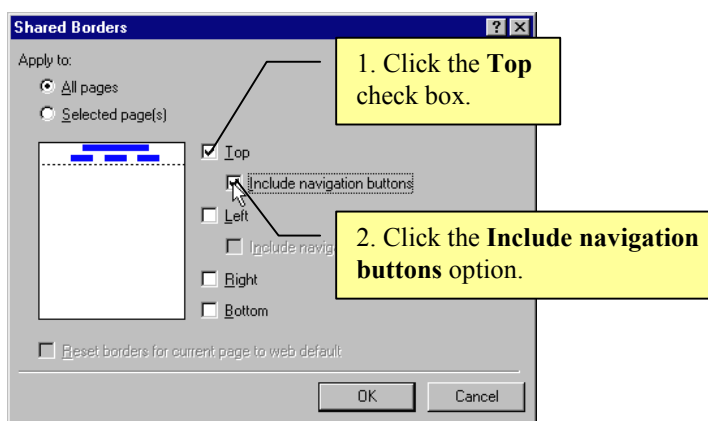 Shared Borders
Apply to:
All pages
Selected page(s)
1. Click the Top
check box.
Top
Include navigation buttons
Left
Include navig
2. Click the Include navigation
buttons option.
Right
Bottom
Reset borders for current page to web default
OK Cancel